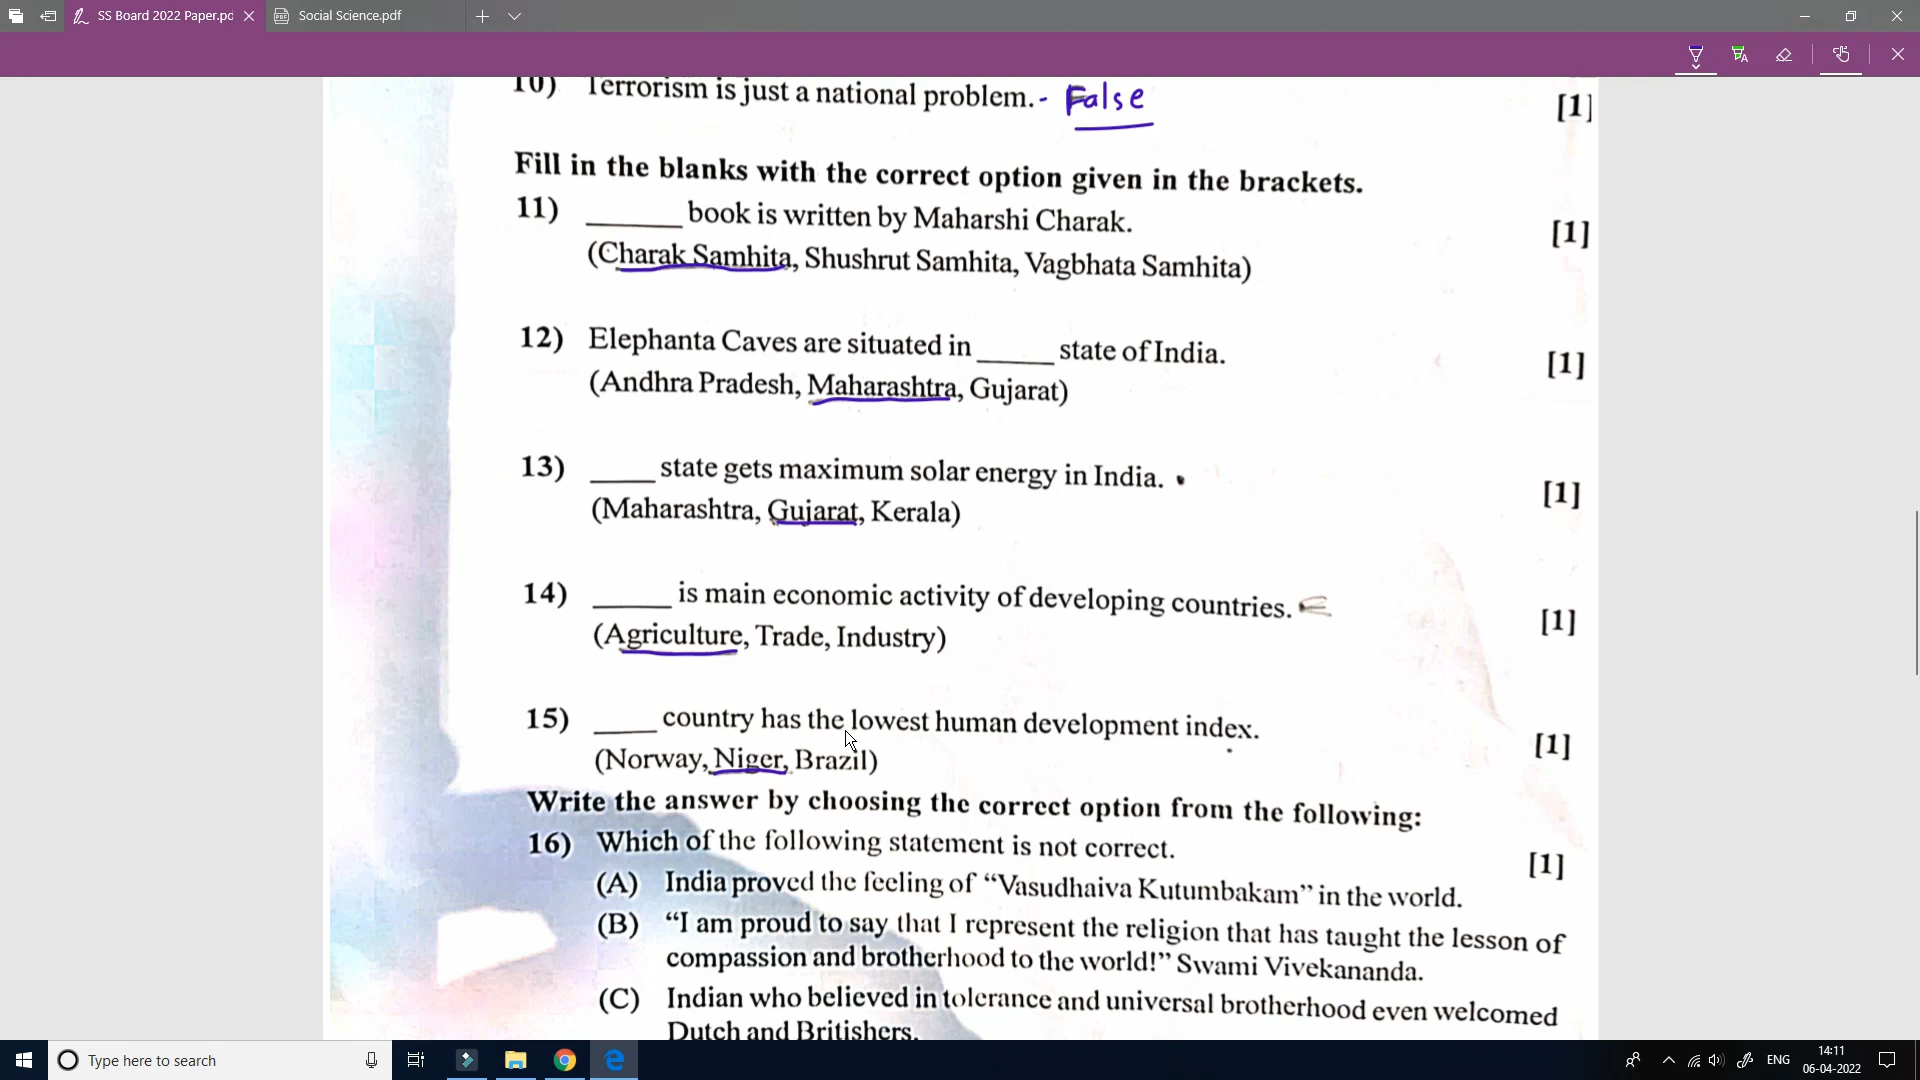 SS Board 2022 Paper.pd
Social Science.pdf
10) Terrorism is just a national problem. - False [1]
Fill in the blanks with the correct option given in the brackets.
11) ______ book is written by Maharshi Charak. [1]
(Charak Samhita, Shushrut Samhita, Vagbhata Samhita)
12) Elephanta Caves are situated in _____ state of India. [1]
(Andhra Pradesh, Maharashtra, Gujarat)
13) ____ state gets maximum solar energy in India. [1]
(Maharashtra, Gujarat, Kerala)
14) _____ is main economic activity of developing countries. [1]
(Agriculture, Trade, Industry)
15) ____ country has the lowest human development index. [1]
(Norway, Niger, Brazil)
Write the answer by choosing the correct option from the following:
16) Which of the following statement is not correct. [1]
(A) India proved the feeling of “Vasudhaiva Kutumbakam” in the world.
(B) “I am proud to say that I represent the religion that has taught the lesson of
compassion and brotherhood to the world!” Swami Vivekananda.
(C) Indian who believed in tolerance and universal brotherhood even welcomed
Dutch and Britishers.
Type here to search
ENG
14:11
06-04-2022